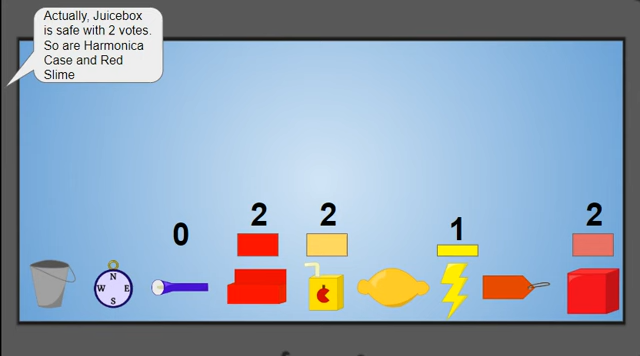 Actually, Juicebox
is safe with 2 votes.
So are Harmonica
Case and Red
Slime
0
2
2
1
2
N
W E
S